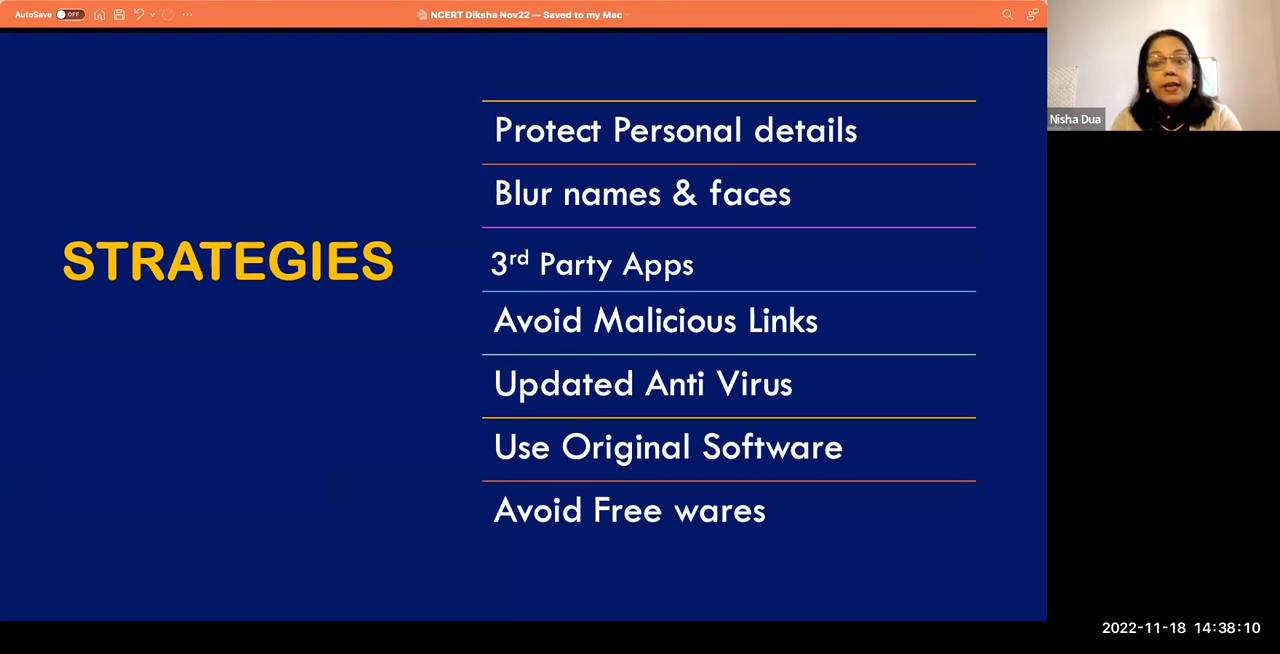 AutoSave OFF
NCERT Diksha Nov22 — Saved to my Mac
Nisha Dua
STRATEGIES
Protect Personal details
Blur names & faces
3rd Party Apps
Avoid Malicious Links
Updated Anti Virus
Use Original Software
Avoid Free wares
2022-11-18 14:38:10